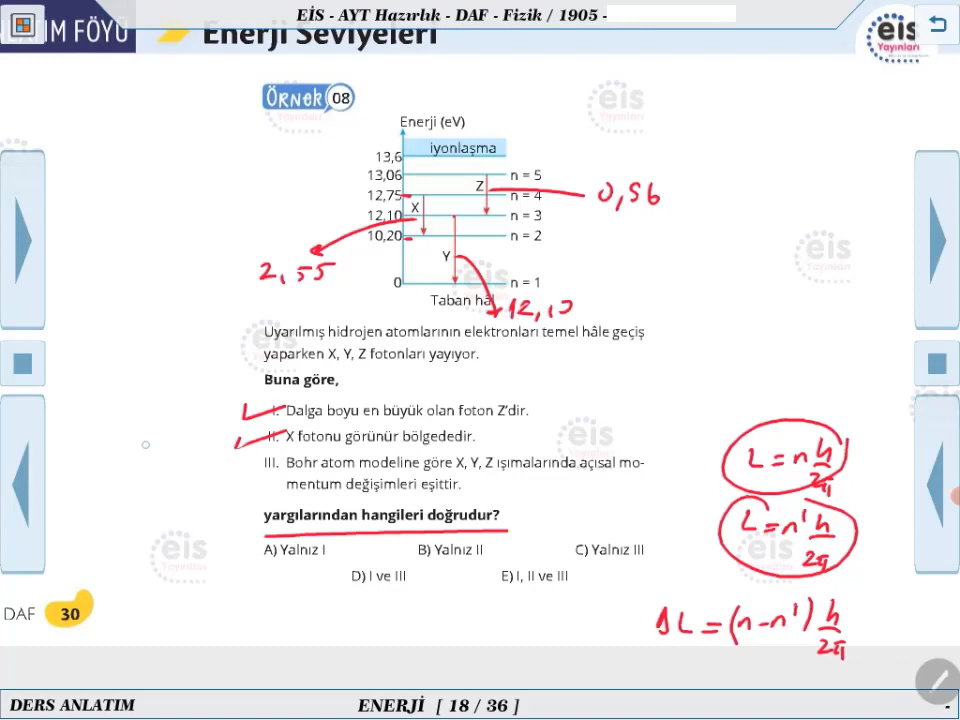 EİS - AYT Hazırlık - DAF - Fizik / 1905 -
IM FÖYÜ
Enerji Seviyeleri
eis
Yayınları
ÖRNEK 08
Enerji (eV)
iyonlaşma
13,6
13,06 n = 5
Z
12,75 n = 4
0,56
X
12,10 n = 3
10,20 n = 2
2,55
Y
0 n = 1
Taban hâl
12,10
Uyarılmış hidrojen atomlarının elektronları temel hâle geçiş
yaparken X, Y, Z fotonları yayıyor.
Buna göre,
I. Dalga boyu en büyük olan foton Z’dir.
II. X fotonu görünür bölgededir.
III. Bohr atom modeline göre X, Y, Z ışımalarında açısal mo-
mentum değişimleri eşittir.
yargılarından hangileri doğrudur?
A) Yalnız I B) Yalnız II C) Yalnız III
D) I ve III E) I, II ve III
L = n h/2π
L = n' h/2π
ΔL = (n - n') h/2π
DAF 30
DERS ANLATIM
ENERJİ [ 18 / 36 ]
-